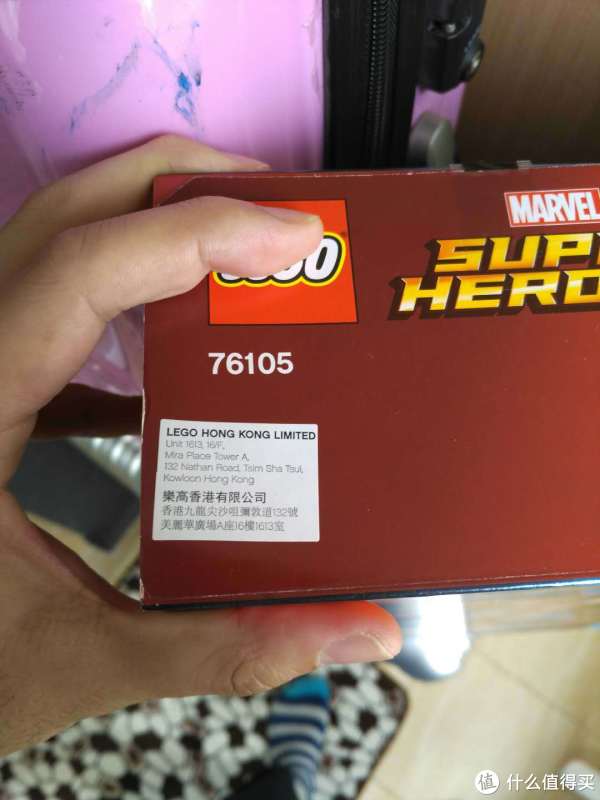 MARVEL
SUP
HERO
76105
LEGO HONG KONG LIMITED
Unit 1613, 16/F,
Mira Place Tower A,
132 Nathan Road, Tsim Sha Tsui,
Kowloon Hong Kong
樂高香港有限公司
香港九龍尖沙咀彌敦道132號
美麗華廣場A座16樓1613室
值 什么值得买